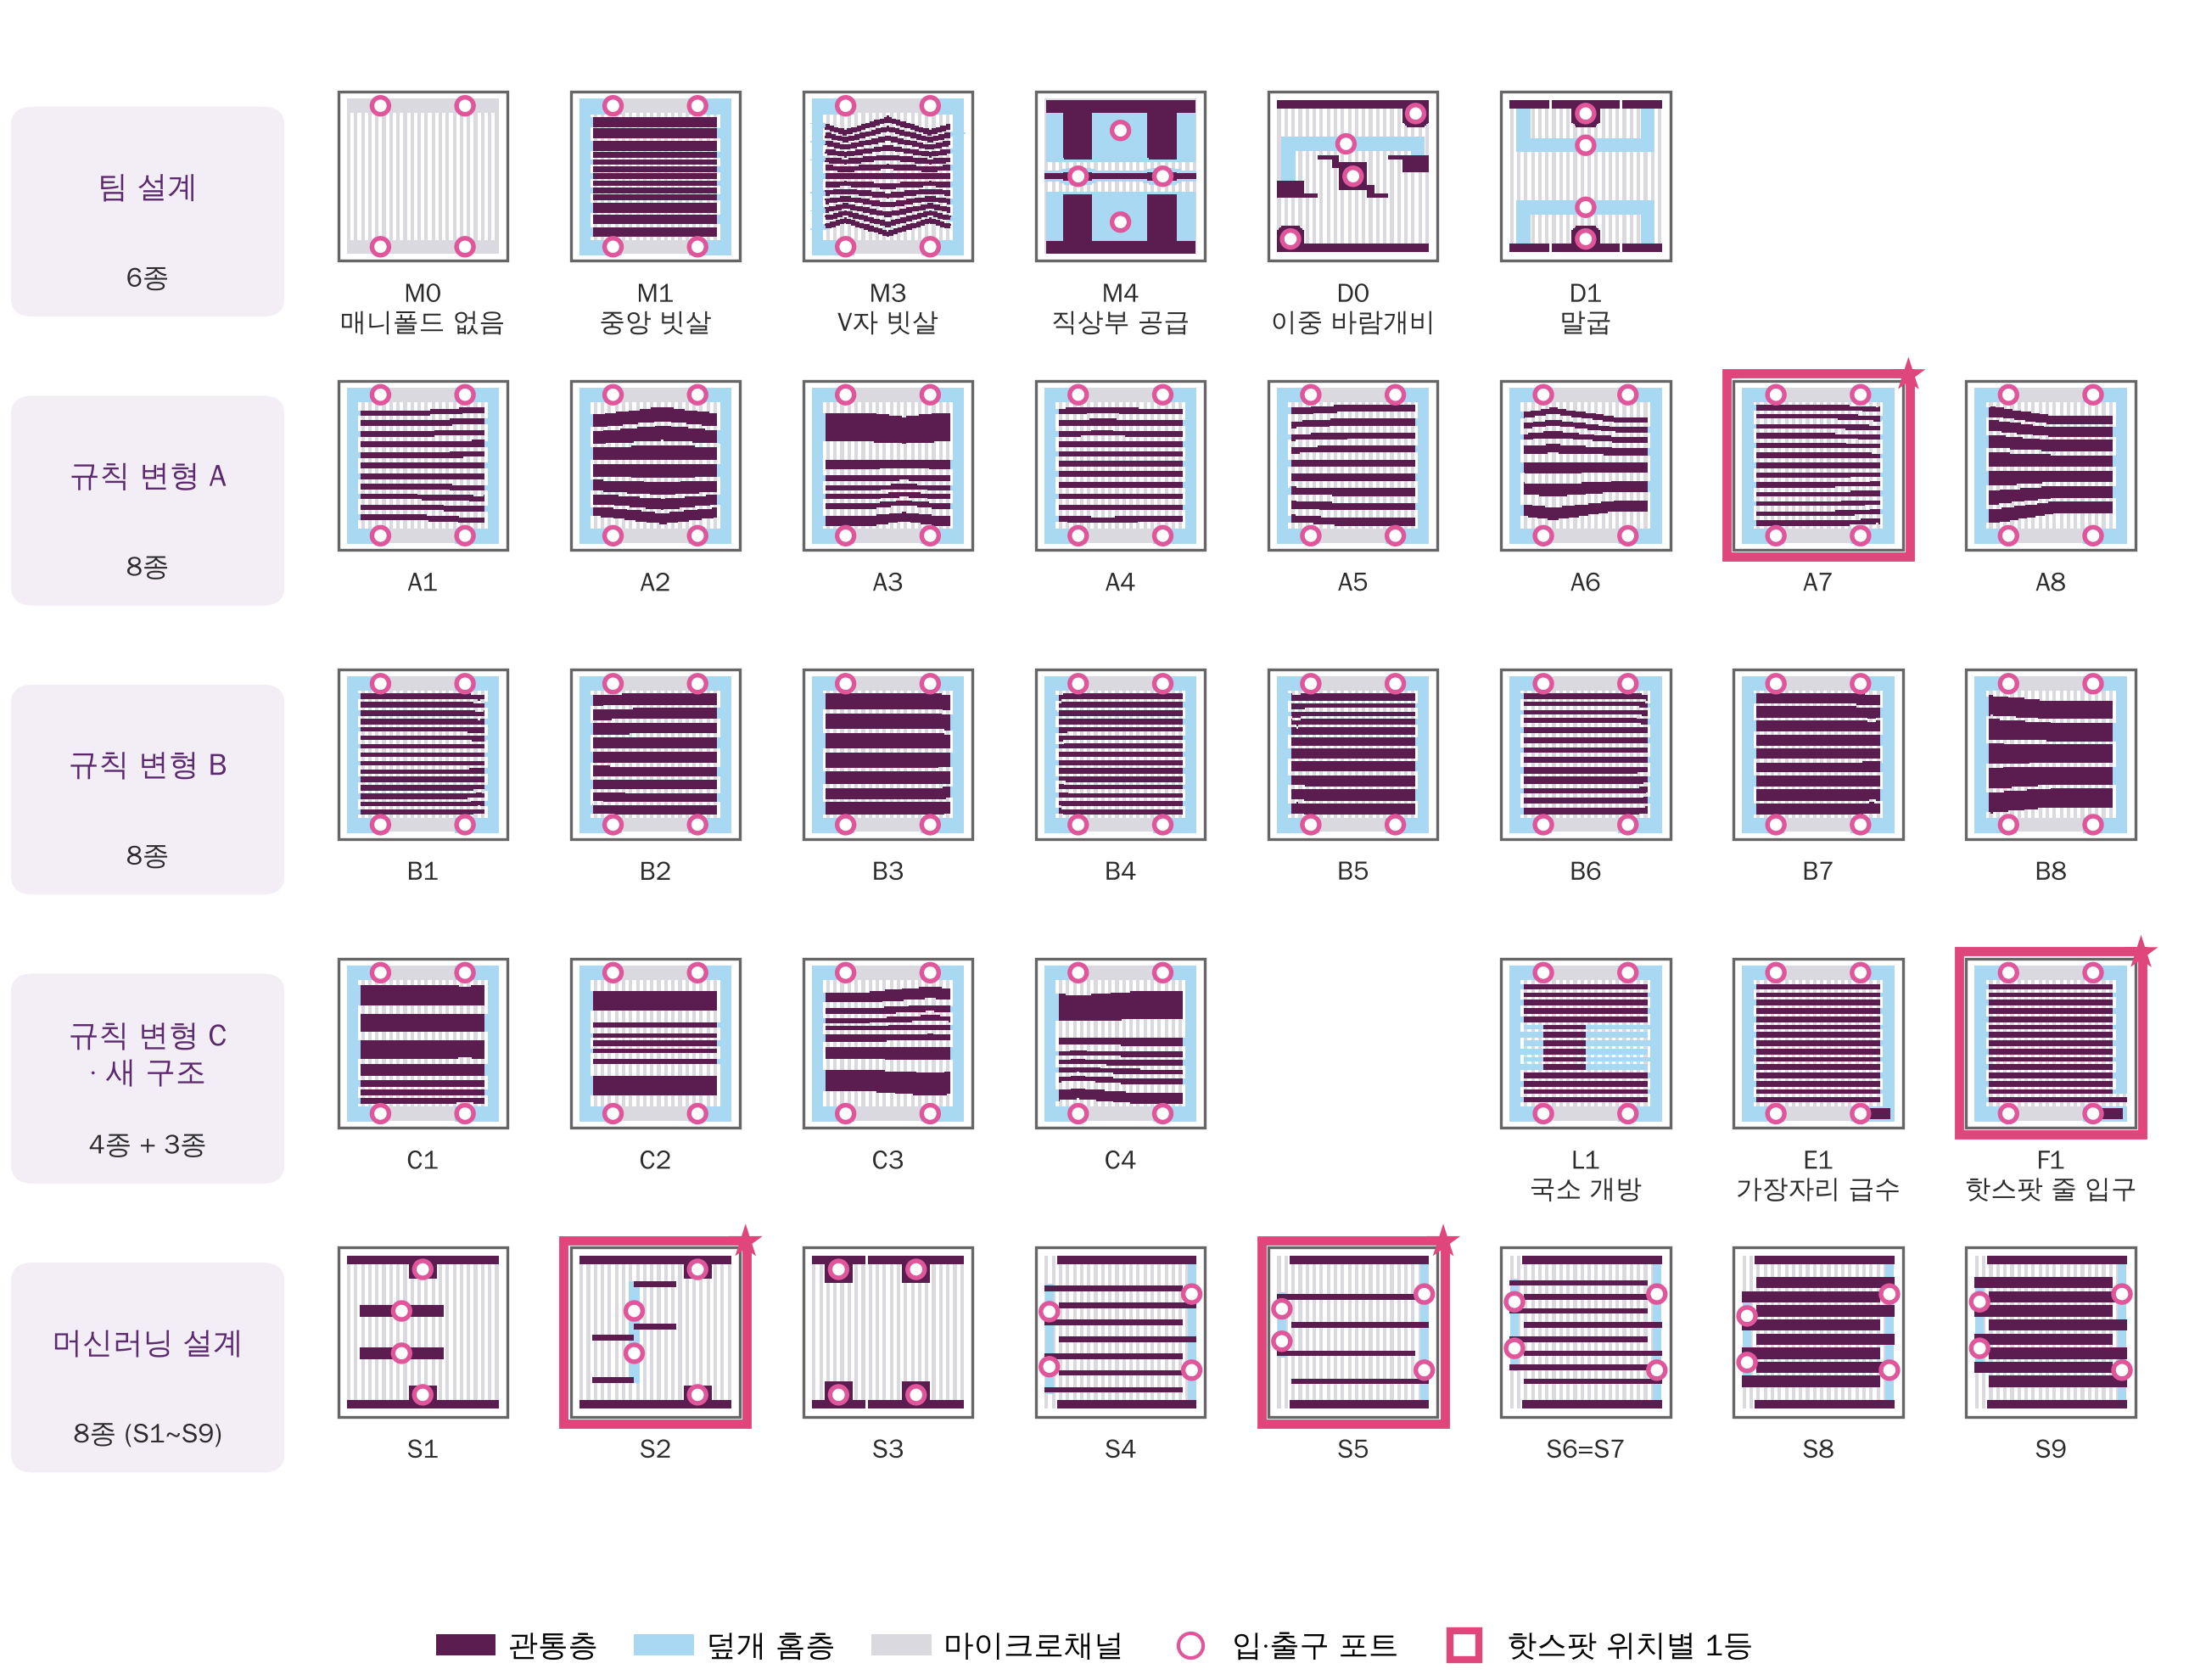 팀 설계
6종
M0
매니폴드 없음
M1
중앙 빗살
M3
V자 빗살
M4
직상부 공급
D0
이중 바람개비
D1
말굽
규칙 변형 A
8종
A1
A2
A3
A4
A5
A6
A7
A8
규칙 변형 B
8종
B1
B2
B3
B4
B5
B6
B7
B8
규칙 변형 C
· 새 구조
4종 + 3종
C1
C2
C3
C4
L1
국소 개방
E1
가장자리 급수
F1
핫스팟 줄 입구
머신러닝 설계
8종 (S1~S9)
S1
S2
S3
S4
S5
S6=S7
S8
S9
관통층
덮개 홈층
마이크로채널
입·출구 포트
핫스팟 위치별 1등